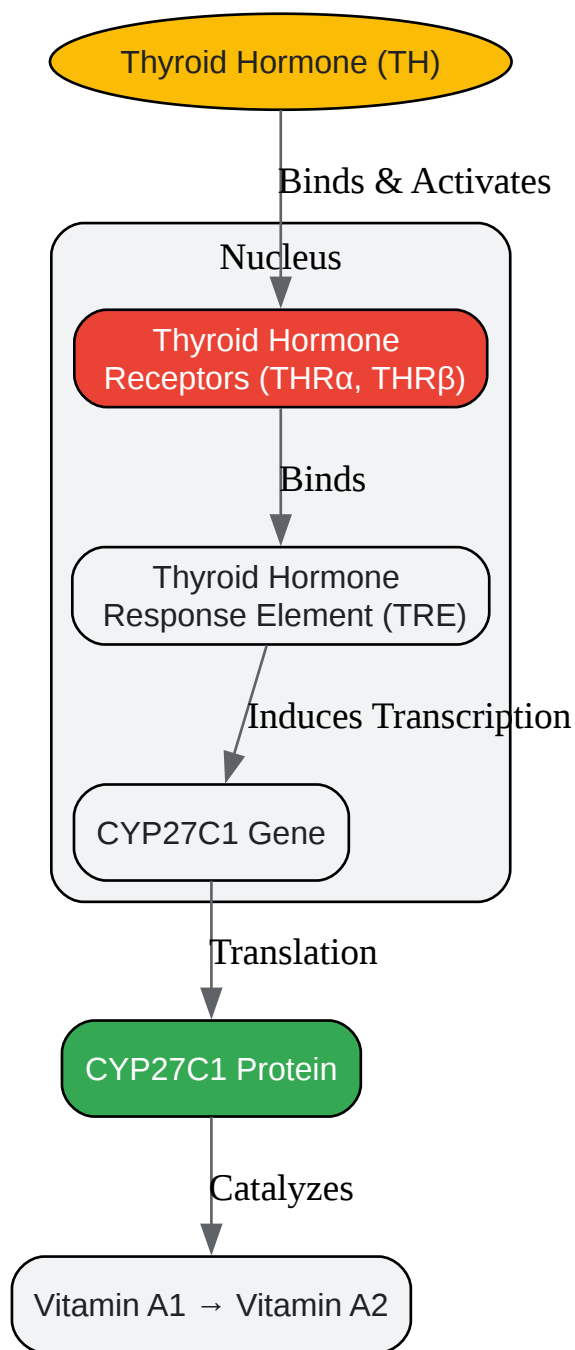 Thyroid Hormone (TH)
Binds & Activates
Nucleus
Thyroid Hormone
Receptors (THRα, THRβ)
Binds
Thyroid Hormone
Response Element (TRE)
Induces Transcription
CYP27C1 Gene
Translation
CYP27C1 Protein
Catalyzes
Vitamin A1 → Vitamin A2